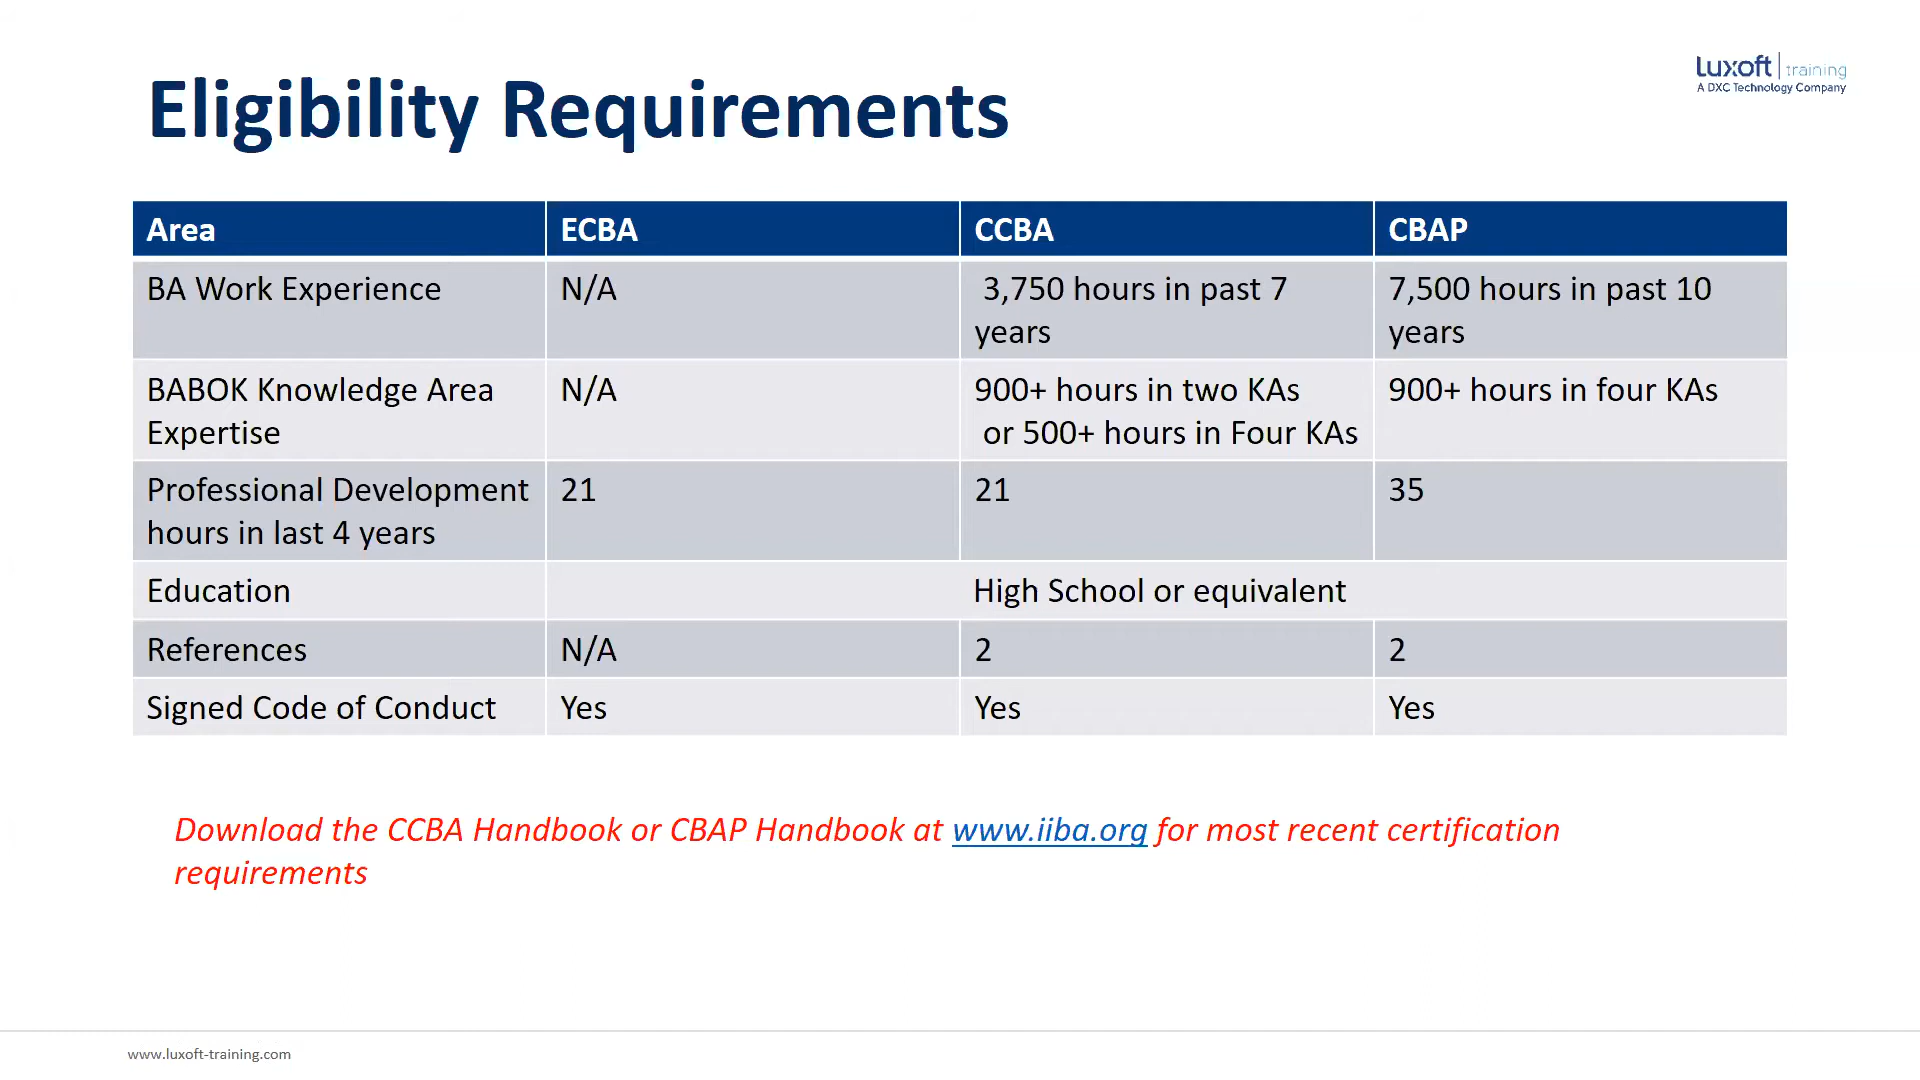 Eligibility Requirements
Luxoft training
A DXC Technology Company
Area ECBA CCBA CBAP
BA Work Experience N/A 3,750 hours in past 7 years 7,500 hours in past 10 years
BABOK Knowledge Area Expertise N/A 900+ hours in two KAs or 500+ hours in Four KAs 900+ hours in four KAs
Professional Development hours in last 4 years 21 21 35
Education High School or equivalent
References N/A 2 2
Signed Code of Conduct Yes Yes Yes
Download the CCBA Handbook or CBAP Handbook at www.iiba.org for most recent certification
requirements
www.luxoft-training.com